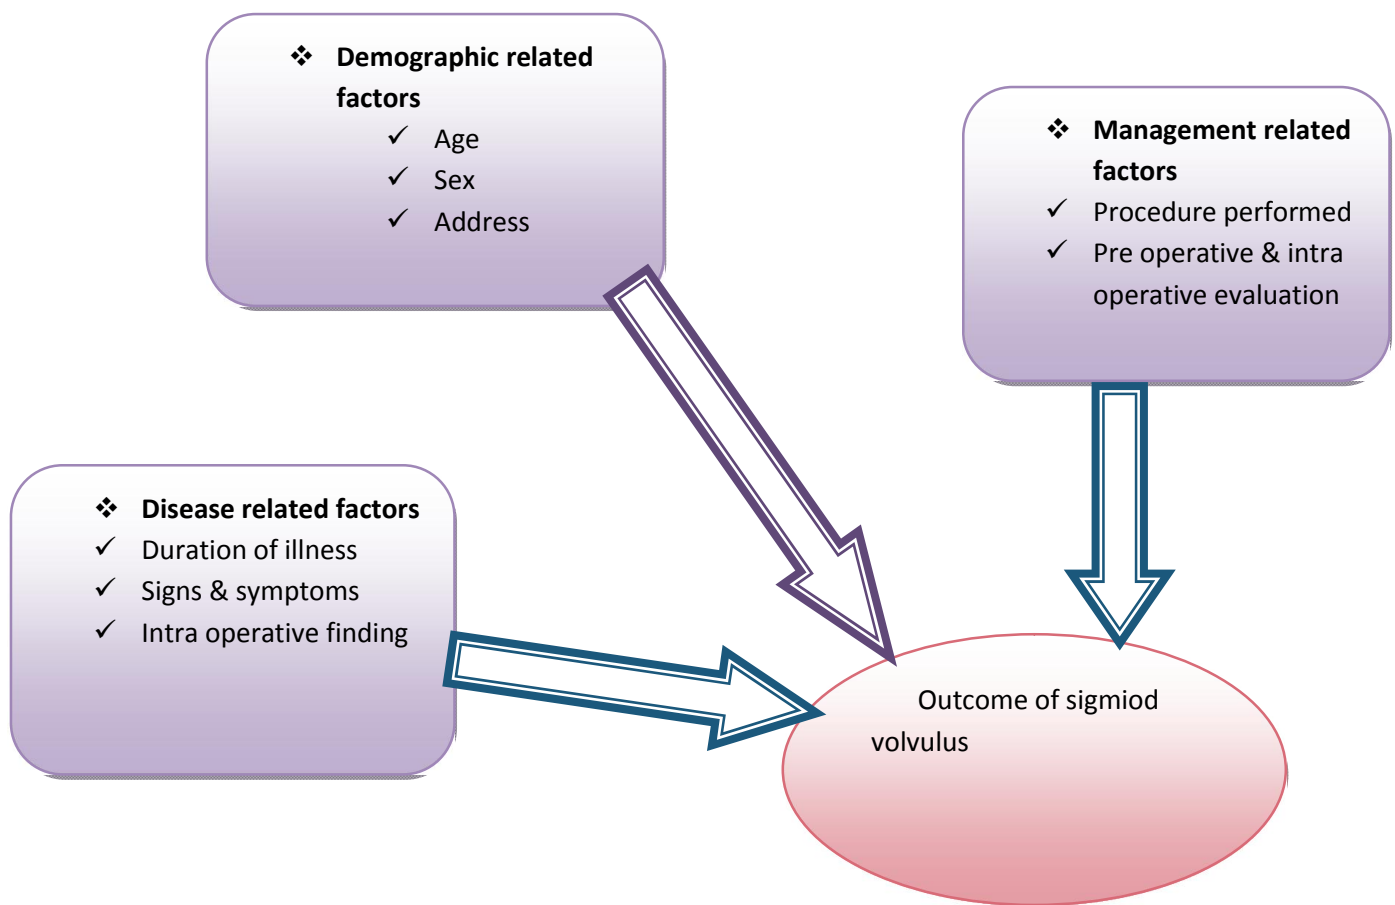 ❖ Demographic related
factors
✓ Age
✓ Sex
✓ Address
❖ Management related
factors
✓ Procedure performed
✓ Pre operative & intra
operative evaluation
❖ Disease related factors
✓ Duration of illness
✓ Signs & symptoms
✓ Intra operative finding
Outcome of sigmiod
volvulus